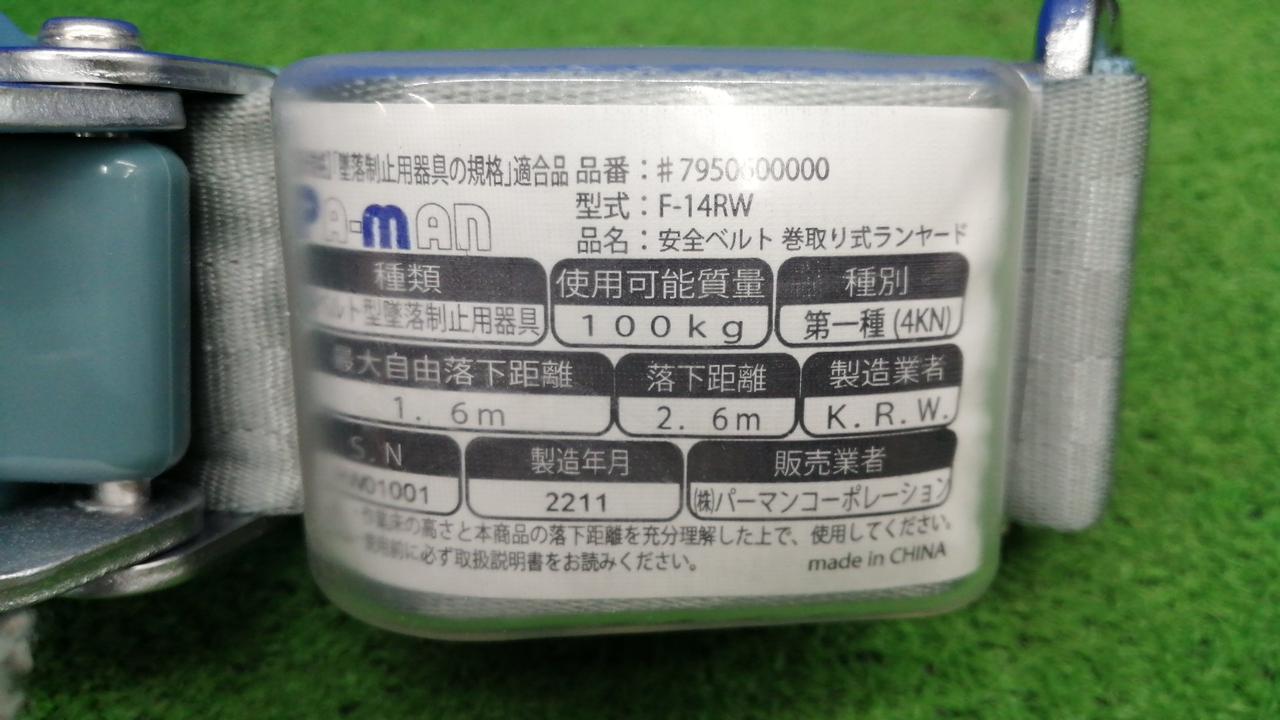 「墜落制止用器具の規格」適合品 品番：#7950600000
PA-MAN
型式：F-14RW
品名：安全ベルト 巻取り式ランヤード
種類 使用可能質量 種別
ベルト型墜落制止用器具 100kg 第一種(4KN)
最大自由落下距離 落下距離 製造業者
1.6m 2.6m K.R.W.
S.N 製造年月 販売業者
01001 2211 ㈱パーマンコーポレーション
作業床の高さと本商品の落下距離を充分理解した上で、使用してください。
使用前に必ず取扱説明書をお読みください。
made in CHINA